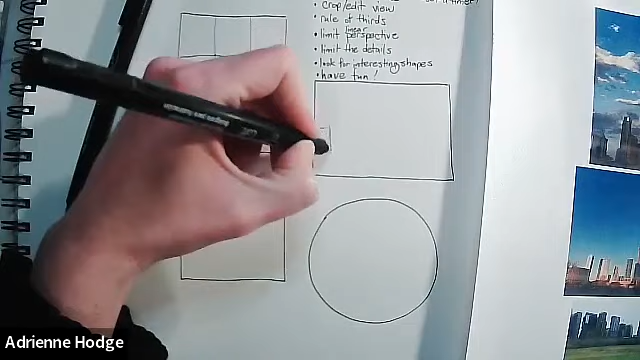 • crop/edit view
• rule of thirds
• limit linear perspective
• limit the details
• look for interesting shapes
• have fun!
Adrienne Hodge